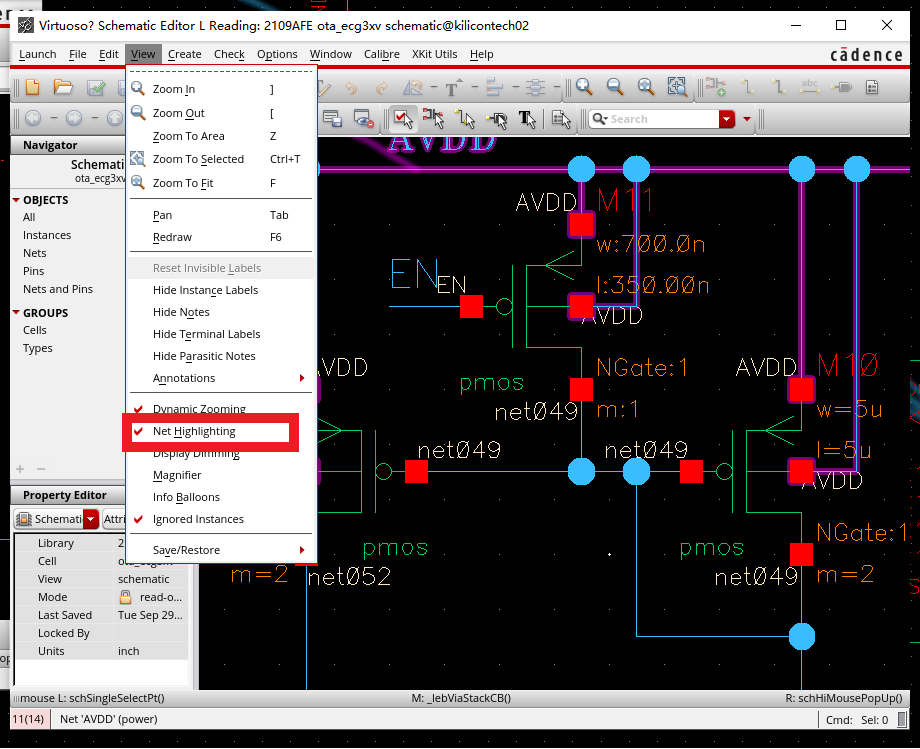 Virtuoso? Schematic Editor L Reading: 2109AFE ota_ecg3xv schematic@kilicontech02
Launch File Edit View Create Check Options Window Calibre XKit Utils Help
cādence
Search
Navigator
Schematic
ota_ecg3xv
OBJECTS
All
Instances
Nets
Pins
Nets and Pins
GROUPS
Cells
Types
Property Editor
Schemati Attri
Library 2
Cell
View schematic
Mode read-o...
Last Saved Tue Sep 29...
Locked By
Units inch
Zoom In ]
Zoom Out [
Zoom To Area Z
Zoom To Selected Ctrl+T
Zoom To Fit F
Pan Tab
Redraw F6
Reset Invisible Labels
Hide Instance Labels
Hide Notes
Hide Terminal Labels
Hide Parasitic Notes
Annotations
Dynamic Zooming
Net Highlighting
Display Dimming
Magnifier
Info Balloons
Ignored Instances
Save/Restore
AVDD
AVDD M11
w:700.0n
EN
EN
l:350.00n
AVDD
NGate:1
pmos
net049 m:1
AVDD
net049
pmos
m=2 net052
AVDD M10
w=5u
net049 l=5u
AVDD
NGate:1
pmos
net049 m=2
mouse L: schSingleSelectPt() M: _lebViaStackCB() R: schHiMousePopUp()
11(14) Net 'AVDD' (power) Cmd: Sel: 0